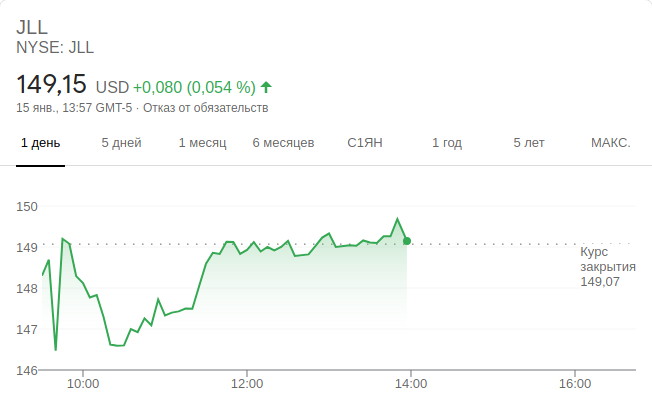 JLL
NYSE: JLL
149,15 USD +0,080 (0,054 %)
15 янв., 13:57 GMT-5 · Отказ от обязательств
1 день 5 дней 1 месяц 6 месяцев С1ЯН 1 год 5 лет МАКС.
150
149
148
147
146
Курс
закрытия
149,07
10:00 12:00 14:00 16:00